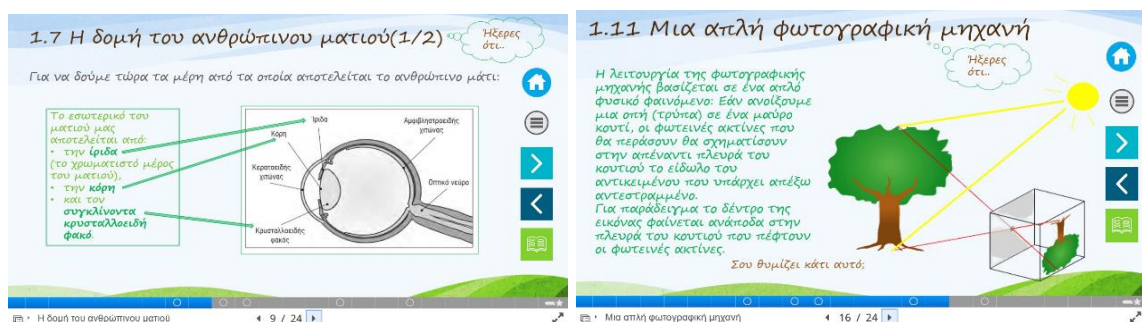 1.7 Η δομή του ανθρώπινου ματιού(1/2)
Ήξερες
ότι..
Για να δούμε τώρα τα μέρη από τα οποία αποτελείται το ανθρώπινο μάτι:
Το εσωτερικό του
ματιού μας
αποτελείται από:
• την ίριδα
(το χρωματιστό μέρος
του ματιού),
• την κόρη
• και τον
συγκλίνοντα
κρυσταλλοειδή
φακό.
Ίριδα
Κόρη
Αμφιβληστροειδής
χιτώνας
Κερατοειδής
χιτώνας
Οπτικό νεύρο
Κρυσταλλοειδής
φακός
Η δομή του ανθρώπινου ματιού
9 / 24
1.11 Μια απλή φωτογραφική μηχανή
Ήξερες
ότι..
Η λειτουργία της φωτογραφικής
μηχανής βασίζεται σε ένα απλό
φυσικό φαινόμενο: Εάν ανοίξουμε
μια οπή (τρύπα) σε ένα μαύρο
κουτί, οι φωτεινές ακτίνες που
θα περάσουν θα σχηματίσουν
στην απέναντι πλευρά του
κουτιού το είδωλο του
αντικειμένου που υπάρχει απέξω
αντεστραμμένο.
Για παράδειγμα το δέντρο της
εικόνας φαίνεται ανάποδα στην
πλευρά του κουτιού που πέφτουν
οι φωτεινές ακτίνες.
Σου θυμίζει κάτι αυτό;
Μια απλή φωτογραφική μηχανή
16 / 24